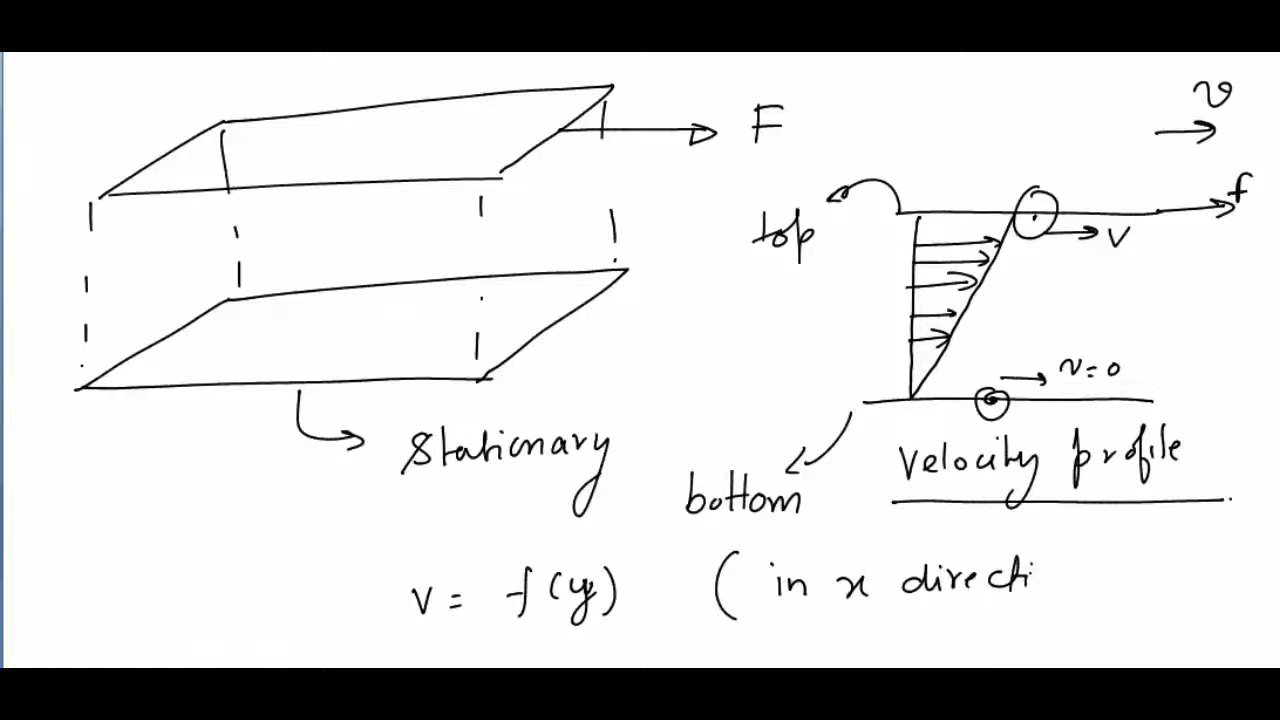 F
stationary
v
f
top
v
v=0
velocity profile
bottom
v = f(y) (in x directi